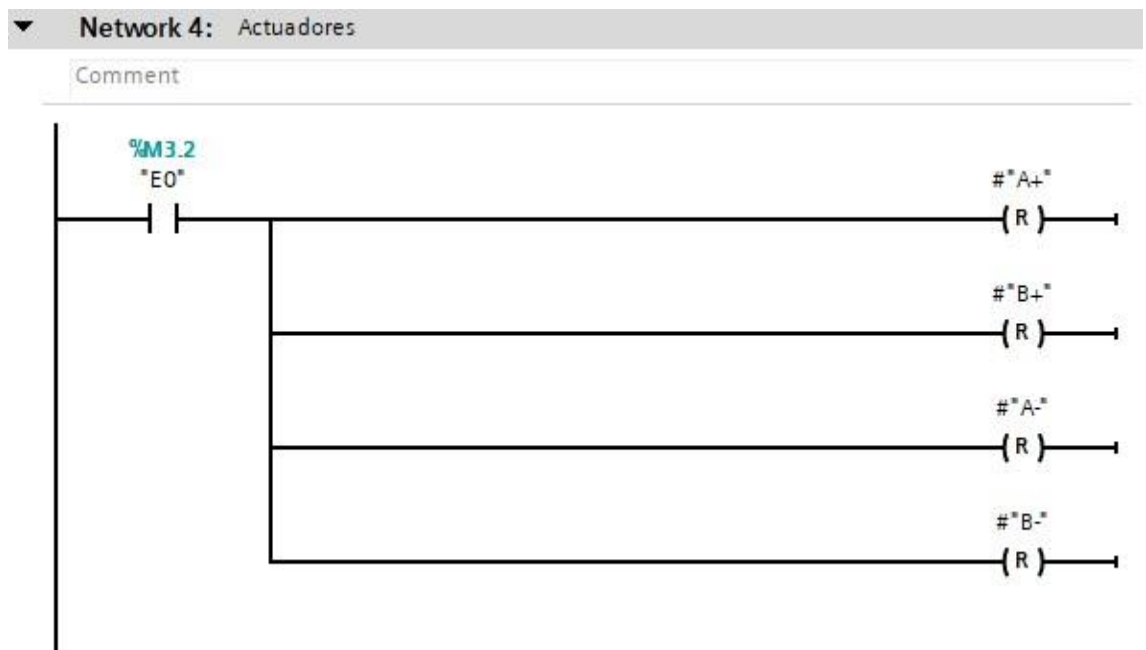 Network 4: Actuadores
Comment
%M3.2
"E0"
#"A+"
( R )
#"B+"
( R )
#"A-"
( R )
#"B-"
( R )